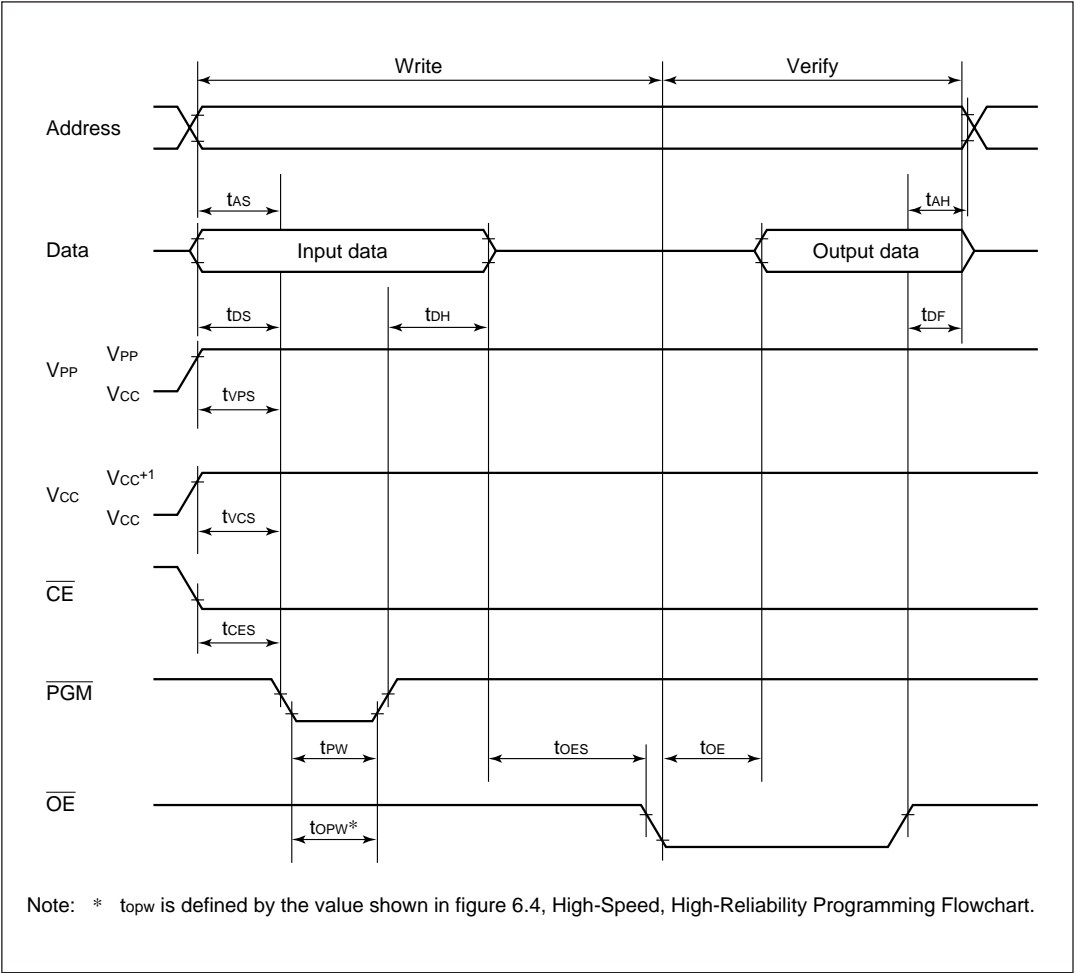 Write Verify
Address
tAS tAH
Data Input data Output data
tDS tDH tDF
VPP VPP
VCC
tVPS
VCC VCC+1
VCC
tVCS
CE
tCES
PGM
tPW tOES tOE
OE
tOPW*
Note: * topw is defined by the value shown in figure 6.4, High-Speed, High-Reliability Programming Flowchart.